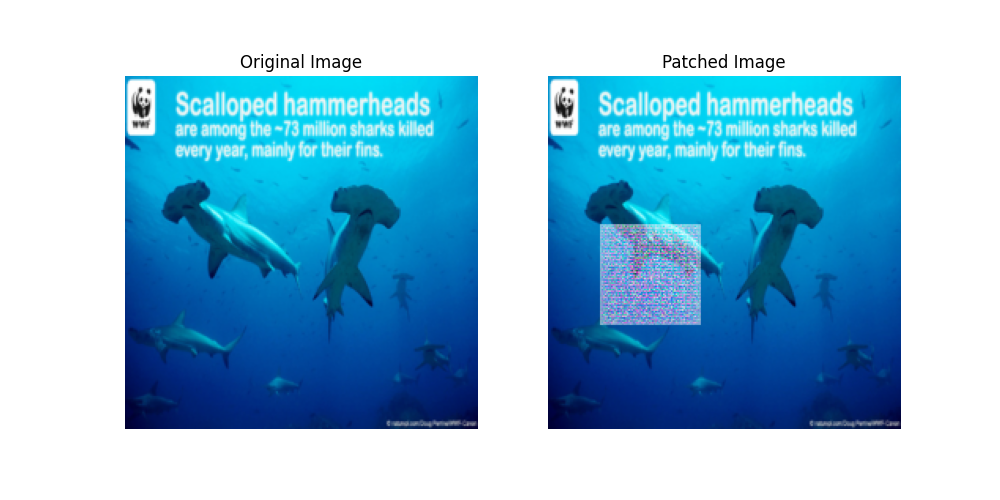 Original Image
Patched Image
WWF
Scalloped hammerheads
are among the ~73 million sharks killed
every year, mainly for their fins.
WWF
Scalloped hammerheads
are among the ~73 million sharks killed
every year, mainly for their fins.